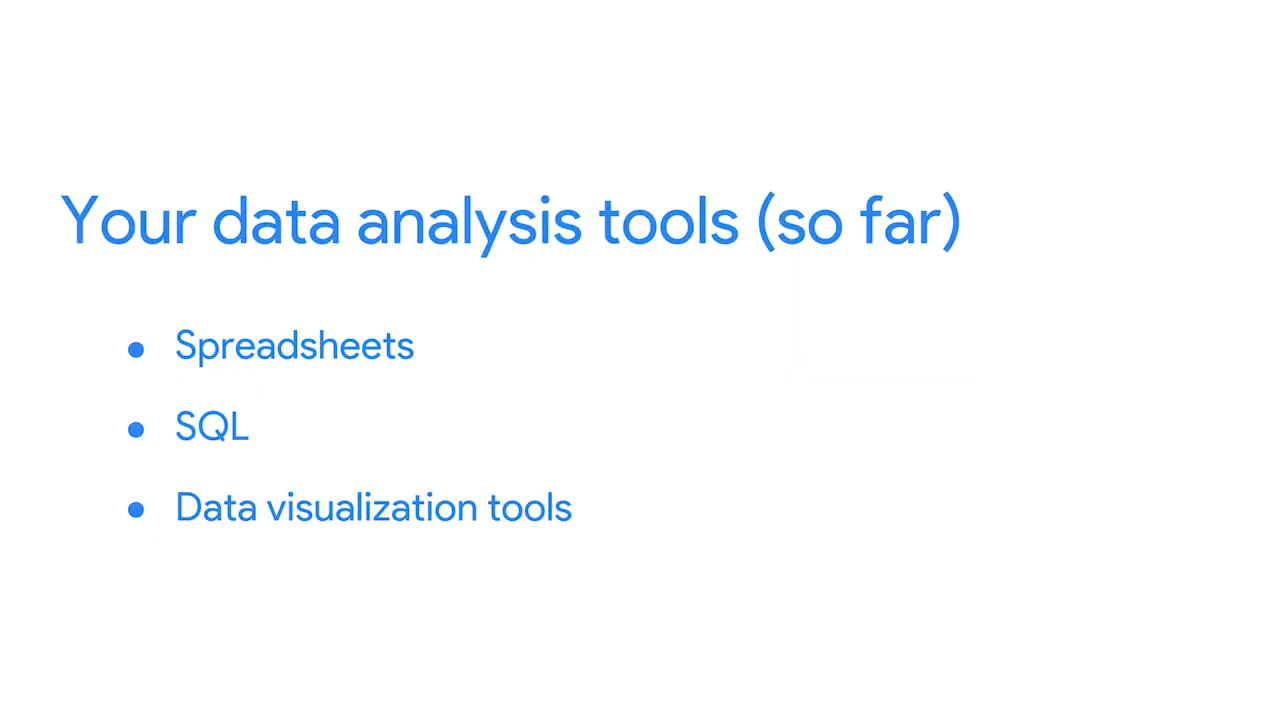 Your data analysis tools (so far)
● Spreadsheets
● SQL
● Data visualization tools